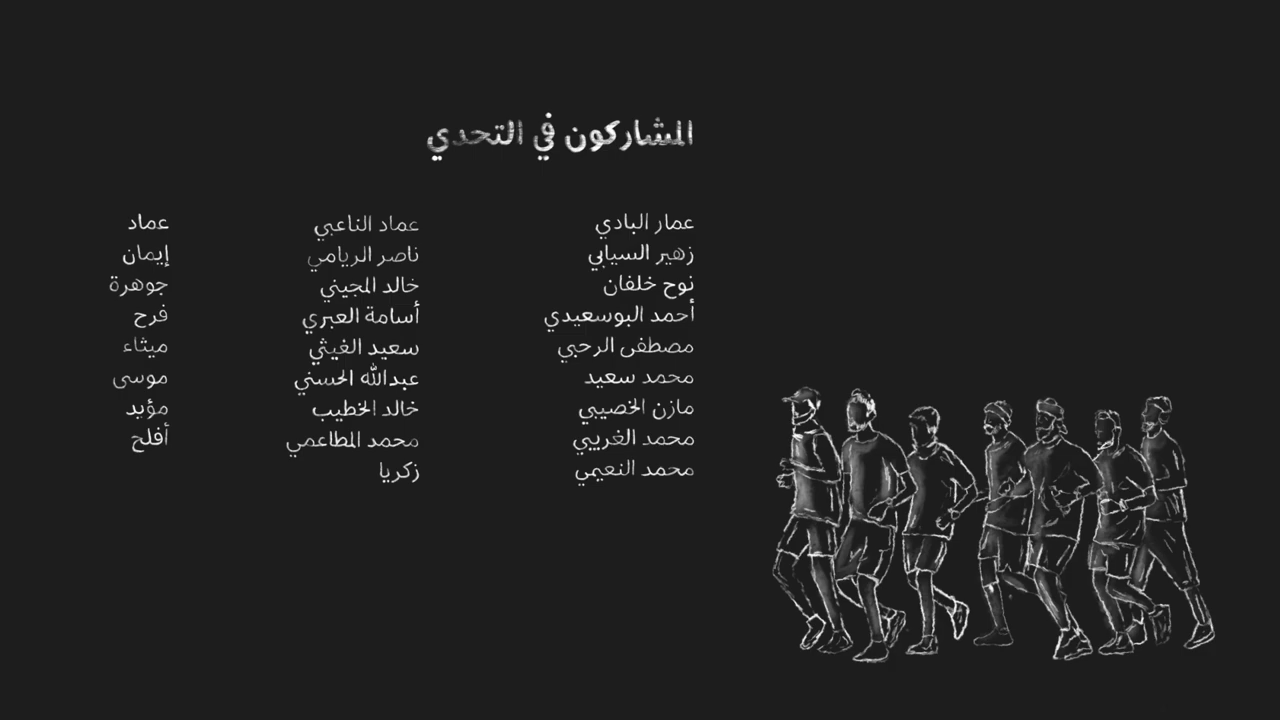 المشاركون في التحدي
عمار البادي
زهير السيابي
نوح خلفان
أحمد البوسعيدي
مصطفى الرحبي
محمد سعيد
مازن الخصيبي
محمد الغريبي
محمد النعيمي
عماد الناعبي
ناصر الريامي
خالد المجيني
أسامة العبري
سعيد الغيثي
عبدالله الحسني
خالد الخطيب
محمد المطاعمي
زكريا
عماد
إيمان
جوهرة
فرح
ميثاء
موسى
مؤيد
أفلح